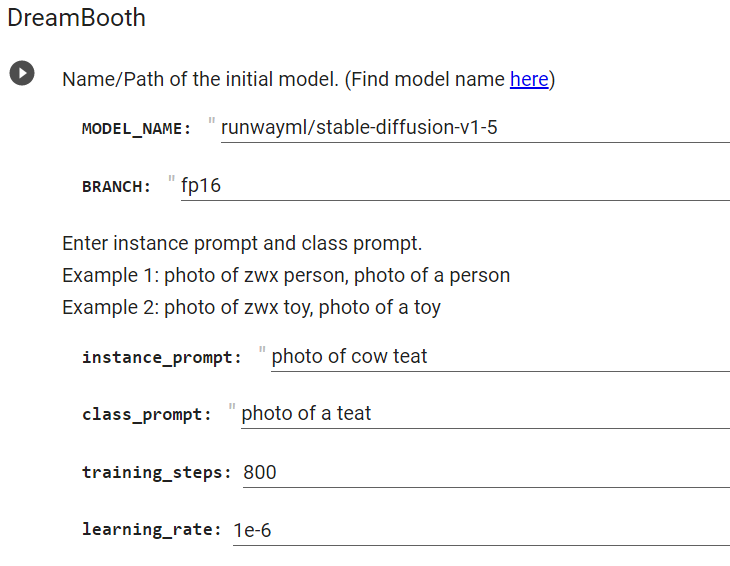 DreamBooth
Name/Path of the initial model. (Find model name here)
MODEL_NAME: " runwayml/stable-diffusion-v1-5
BRANCH: " fp16
Enter instance prompt and class prompt.
Example 1: photo of zwx person, photo of a person
Example 2: photo of zwx toy, photo of a toy
instance_prompt: " photo of cow teat
class_prompt: " photo of a teat
training_steps: 800
learning_rate: 1e-6